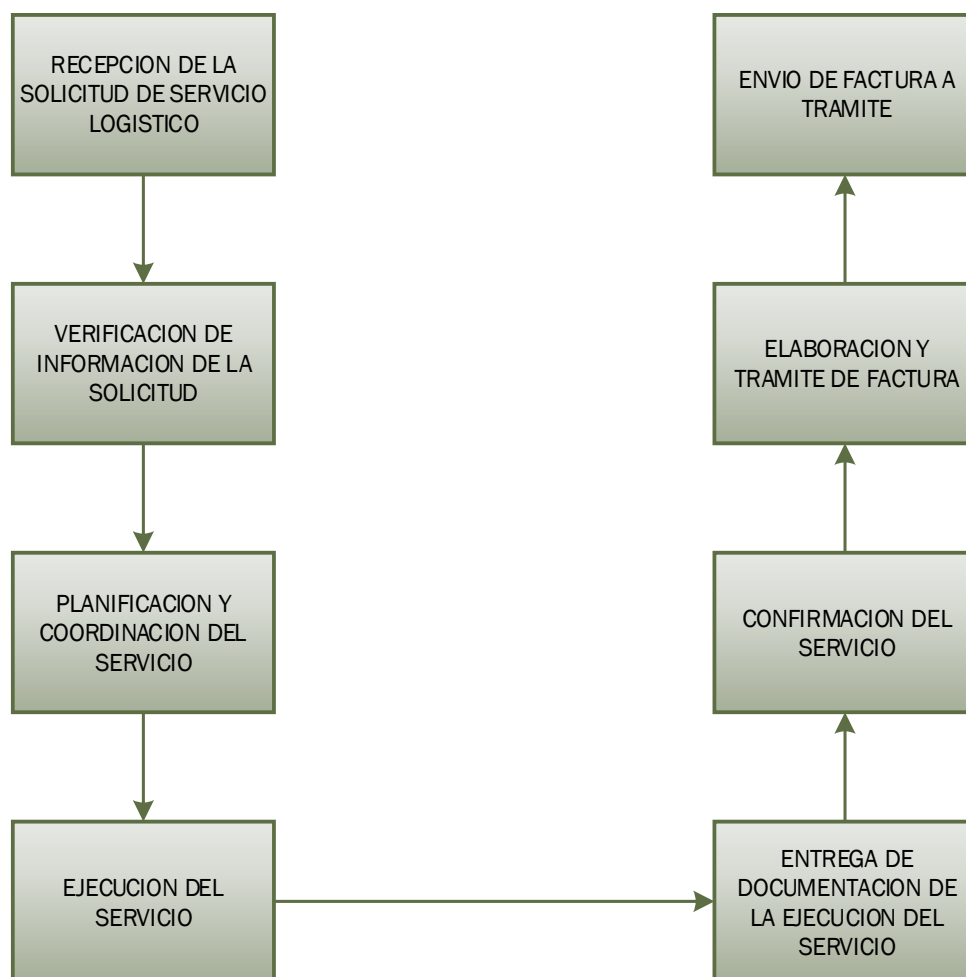 RECEPCION DE LA
SOLICITUD DE SERVICIO
LOGISTICO
VERIFICACION DE
INFORMACION DE LA
SOLICITUD
PLANIFICACION Y
COORDINACION DEL
SERVICIO
EJECUCION DEL
SERVICIO
ENTREGA DE
DOCUMENTACION DE
LA EJECUCION DEL
SERVICIO
CONFIRMACION DEL
SERVICIO
ELABORACION Y
TRAMITE DE FACTURA
ENVIO DE FACTURA A
TRAMITE